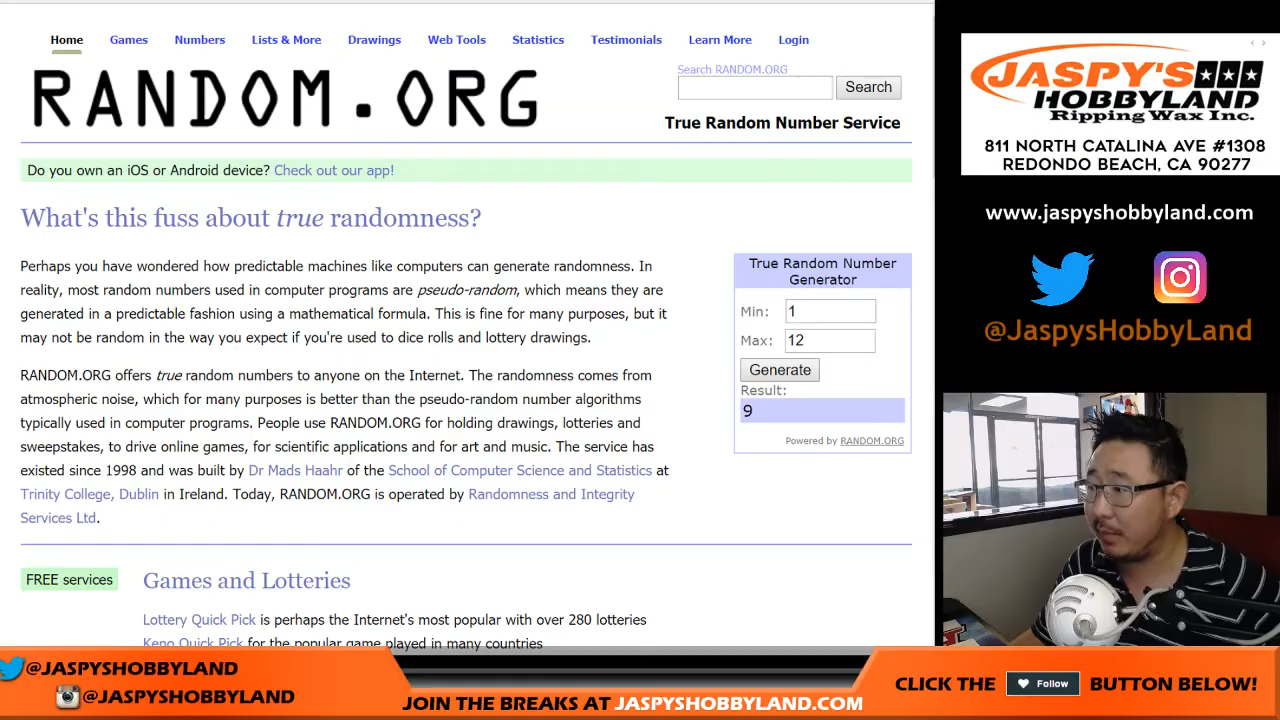 Home Games Numbers Lists & More Drawings Web Tools Statistics Testimonials Learn More Login
RANDOM.ORG
Search RANDOM.ORG
Search
True Random Number Service
Do you own an iOS or Android device? Check out our app!
What's this fuss about true randomness?
Perhaps you have wondered how predictable machines like computers can generate randomness. In
reality, most random numbers used in computer programs are pseudo-random, which means they are
generated in a predictable fashion using a mathematical formula. This is fine for many purposes, but it
may not be random in the way you expect if you're used to dice rolls and lottery drawings.
RANDOM.ORG offers true random numbers to anyone on the Internet. The randomness comes from
atmospheric noise, which for many purposes is better than the pseudo-random number algorithms
typically used in computer programs. People use RANDOM.ORG for holding drawings, lotteries and
sweepstakes, to drive online games, for scientific applications and for art and music. The service has
existed since 1998 and was built by Dr Mads Haahr of the School of Computer Science and Statistics at
Trinity College, Dublin in Ireland. Today, RANDOM.ORG is operated by Randomness and Integrity
Services Ltd.
True Random Number
Generator
Min: 1
Max: 12
Generate
Result:
9
Powered by RANDOM.ORG
FREE services
Games and Lotteries
Lottery Quick Pick is perhaps the Internet's most popular with over 280 lotteries
Keno Quick Pick for the popular game played in many countries
JASPY'S
HOBBYLAND
Ripping Wax Inc.
811 NORTH CATALINA AVE #1308
REDONDO BEACH, CA 90277
www.jaspyshobbyland.com
@JaspysHobbyLand
@JASPYSHOBBYLAND
@JASPYSHOBBYLAND
JOIN THE BREAKS AT JASPYSHOBBYLAND.COM
CLICK THE Follow BUTTON BELOW!